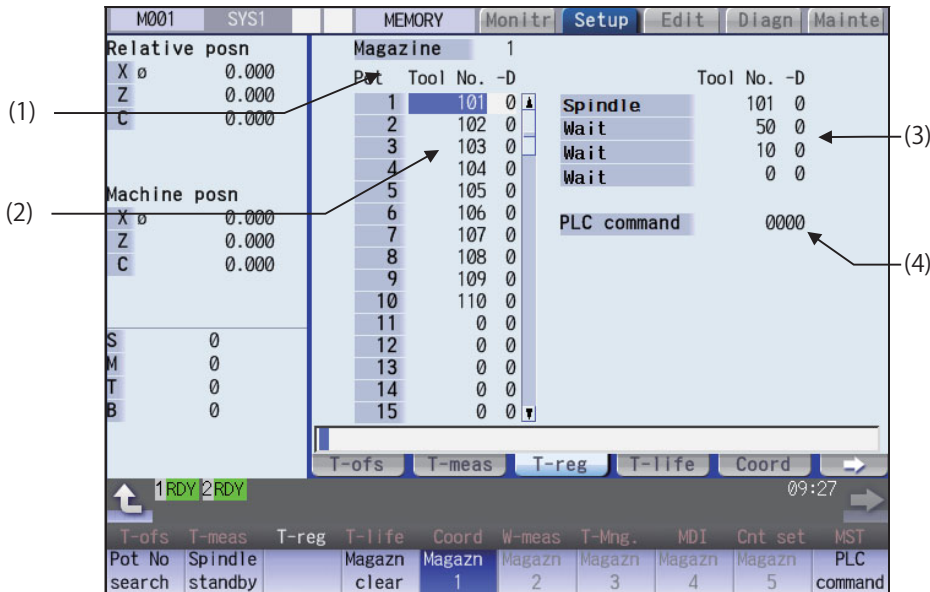 M001 SYS1 MEMORY Monitr Setup Edit Diagn Mainte
Relative posn
X ø 0.000
Z 0.000
C 0.000
Machine posn
X ø 0.000
Z 0.000
C 0.000
S 0
M 0
T 0
B 0
Magazine 1
Pot Tool No. -D
1 101 0
2 102 0
3 103 0
4 104 0
5 105 0
6 106 0
7 107 0
8 108 0
9 109 0
10 110 0
11 0 0
12 0 0
13 0 0
14 0 0
15 0 0
Tool No. -D
Spindle 101 0
Wait 50 0
Wait 10 0
Wait 0 0
PLC command 0000
(1)
(2)
(3)
(4)
T-ofs T-meas T-reg T-life Coord
1 RDY 2 RDY 09:27
T-ofs T-meas T-reg T-life Coord W-meas T-Mng. MDI Cnt set MST
Pot No Spindle Magazn Magazn Magazn Magazn Magazn Magazn PLC
search standby clear 1 2 3 4 5 command